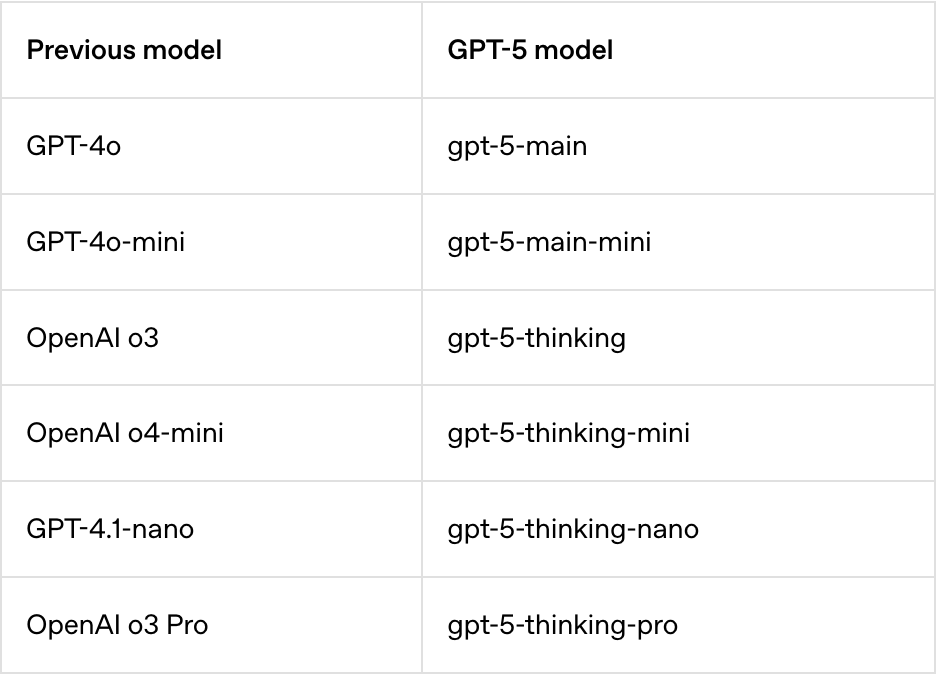 Previous model GPT-5 model
GPT-4o gpt-5-main
GPT-4o-mini gpt-5-main-mini
OpenAI o3 gpt-5-thinking
OpenAI o4-mini gpt-5-thinking-mini
GPT-4.1-nano gpt-5-thinking-nano
OpenAI o3 Pro gpt-5-thinking-pro